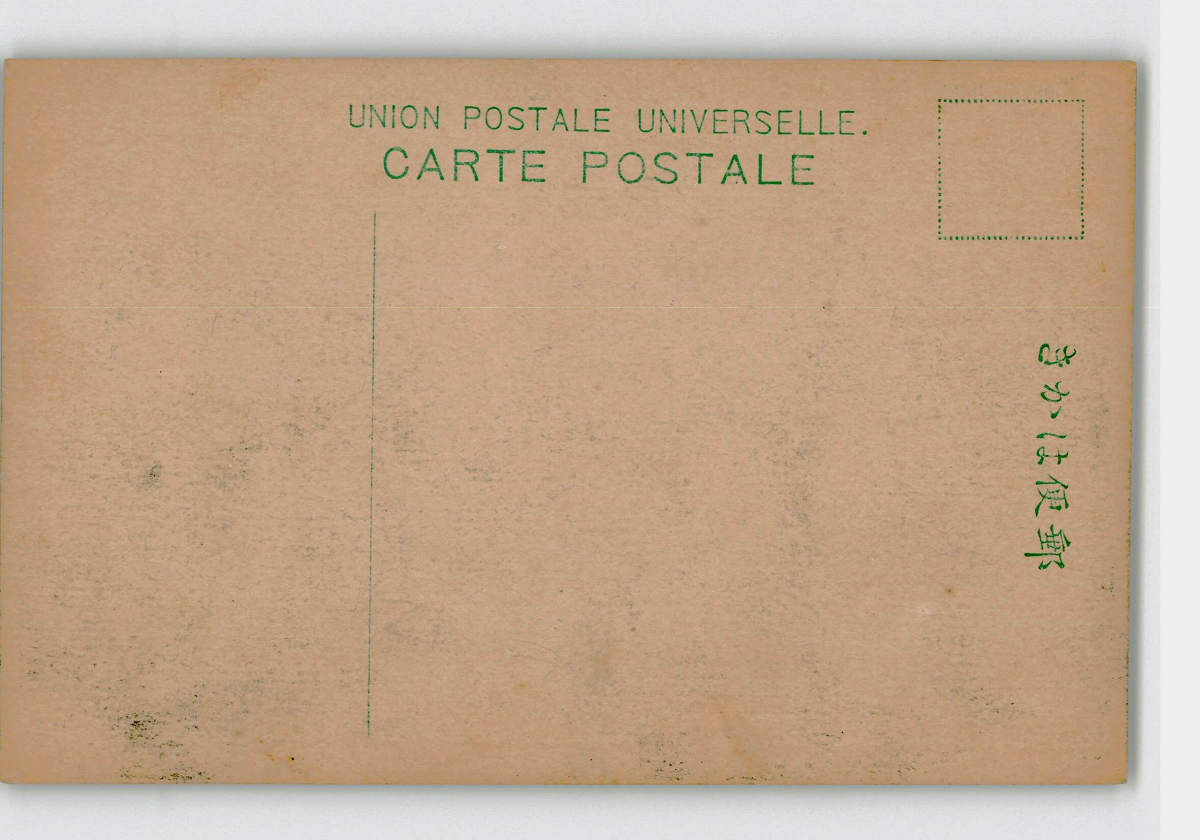 UNION POSTALE UNIVERSELLE.
CARTE POSTALE
郵便はかき